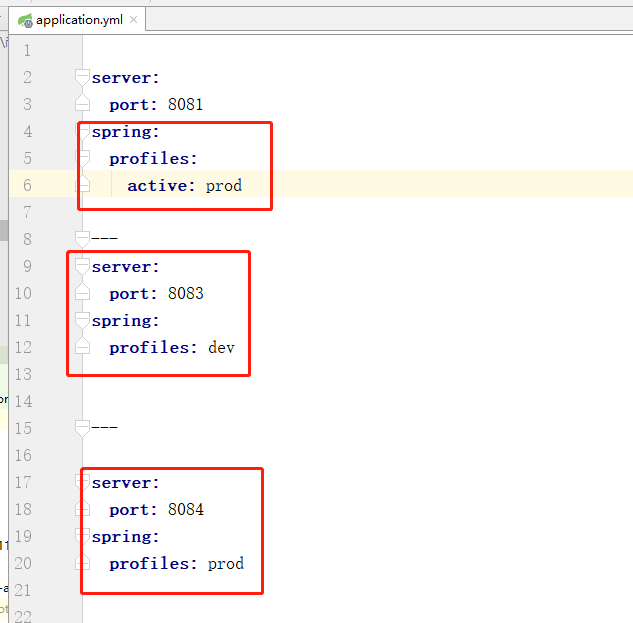 application.yml
1
2 server:
3 port: 8081
4 spring:
5 profiles:
6 active: prod
7
8 ---
9 server:
10 port: 8083
11 spring:
12 profiles: dev
13
14
15 ---
16
17 server:
18 port: 8084
19 spring:
20 profiles: prod
21
22